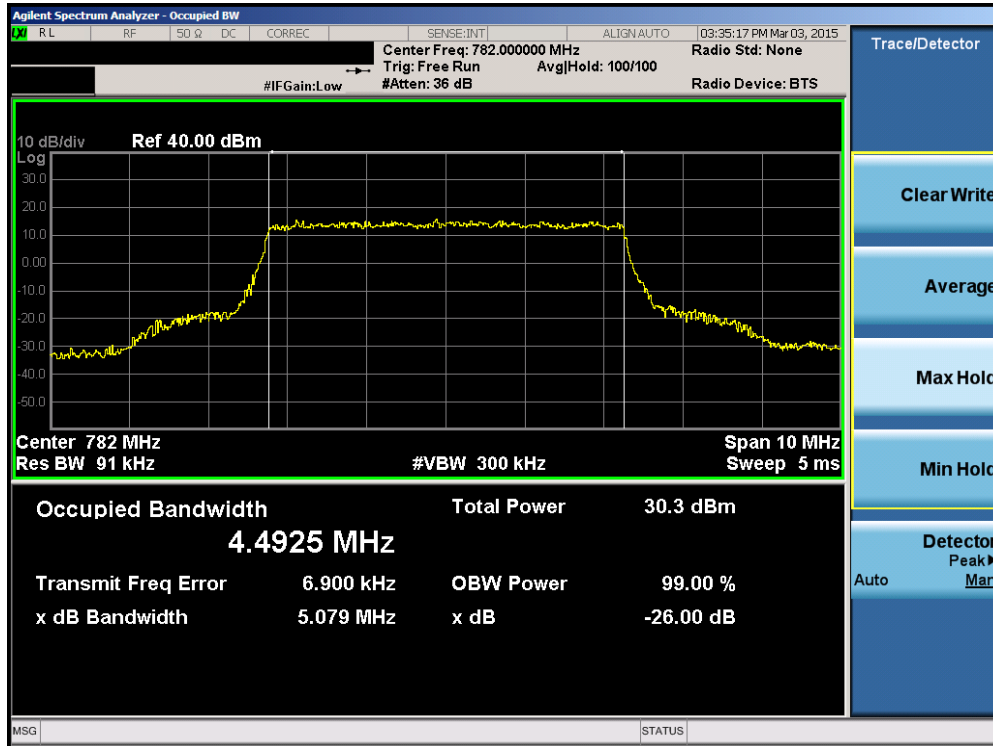 Agilent Spectrum Analyzer - Occupied BW
LXI RL RF 50 Ω DC CORREC SENSE:INT ALIGN AUTO 03:35:17 PM Mar 03, 2015
Center Freq: 782.000000 MHz Radio Std: None
Trig: Free Run Avg|Hold: 100/100
#IFGain:Low #Atten: 36 dB Radio Device: BTS
10 dB/div Ref 40.00 dBm
Log
30.0
20.0
10.0
0.00
-10.0
-20.0
-30.0
-40.0
-50.0
Center 782 MHz Span 10 MHz
Res BW 91 kHz #VBW 300 kHz Sweep 5 ms
Occupied Bandwidth Total Power 30.3 dBm
4.4925 MHz
Transmit Freq Error 6.900 kHz OBW Power 99.00 %
x dB Bandwidth 5.079 MHz x dB -26.00 dB
MSG STATUS
Trace/Detector
Clear Write
Average
Max Hold
Min Hold
Detector
Peak
Auto Man